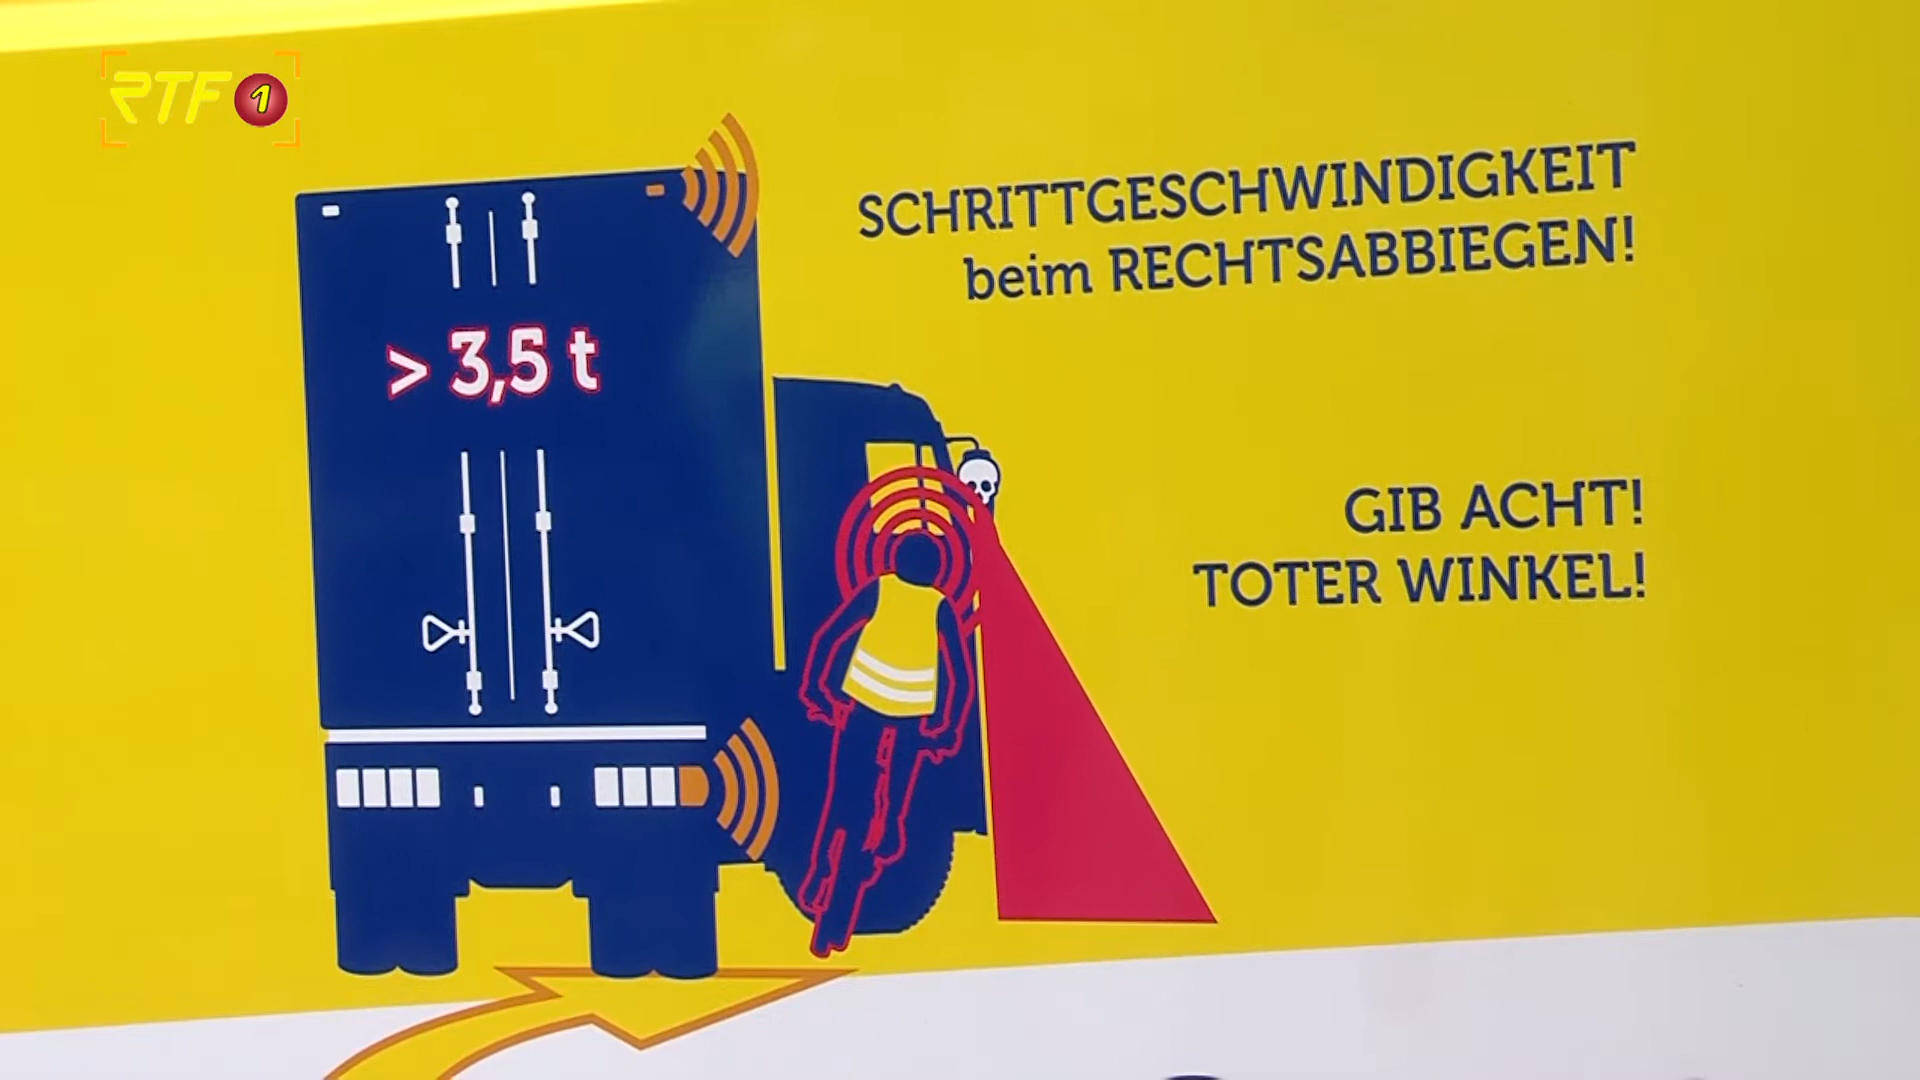 RTF 1
SCHRITTGESCHWINDIGKEIT
beim RECHTSABBIEGEN!
> 3,5 t
GIB ACHT!
TOTER WINKEL!